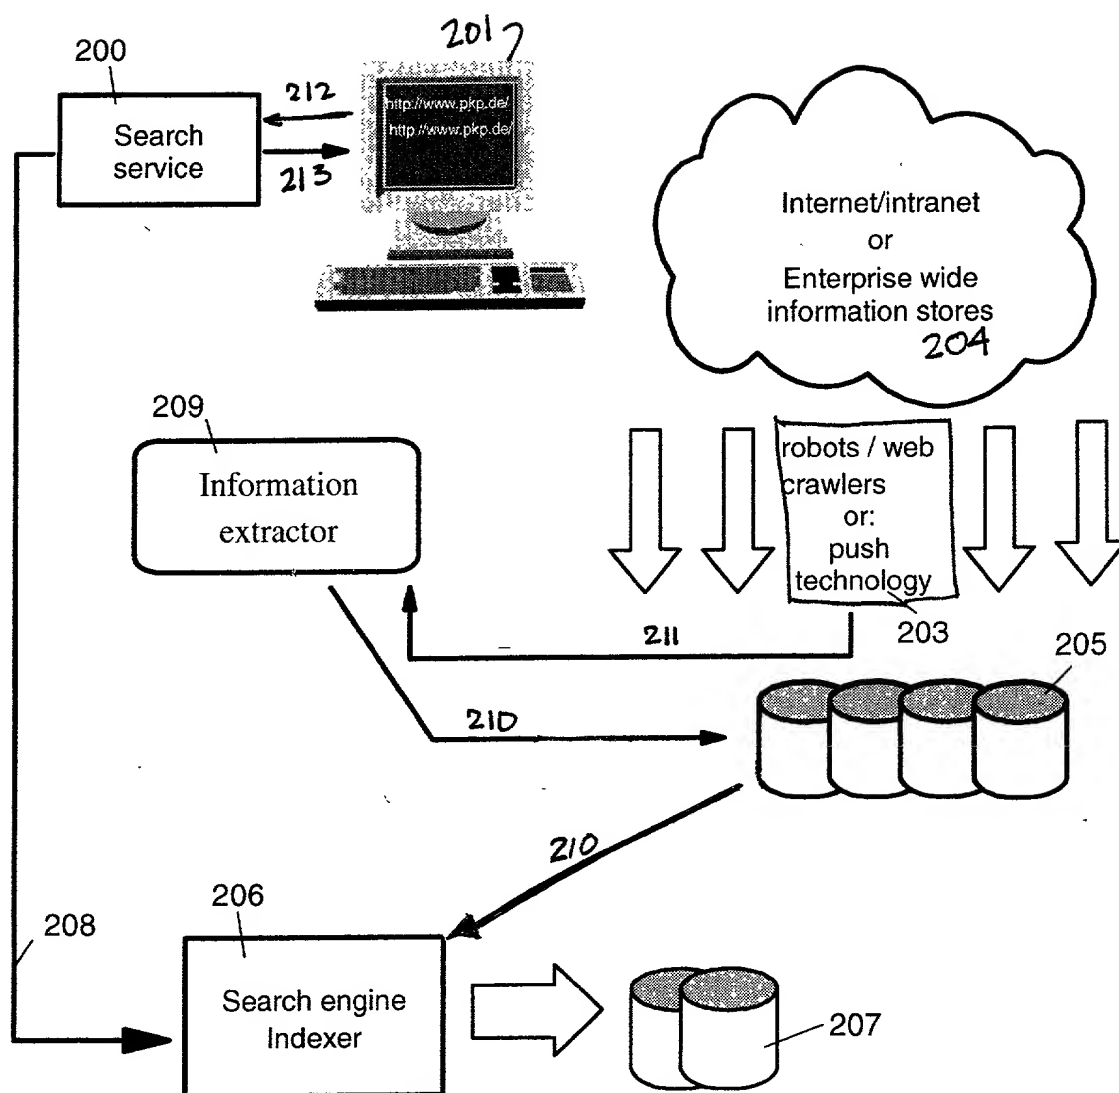 200
201
212
http://www.pkp.de/
http://www.pkp.de/
Search
service
213
Internet/intranet
or
Enterprise wide
information stores
204
209
Information
extractor
robots / web
crawlers
or:
push
technology
203
211
205
210
210
206
208
Search engine
Indexer
207